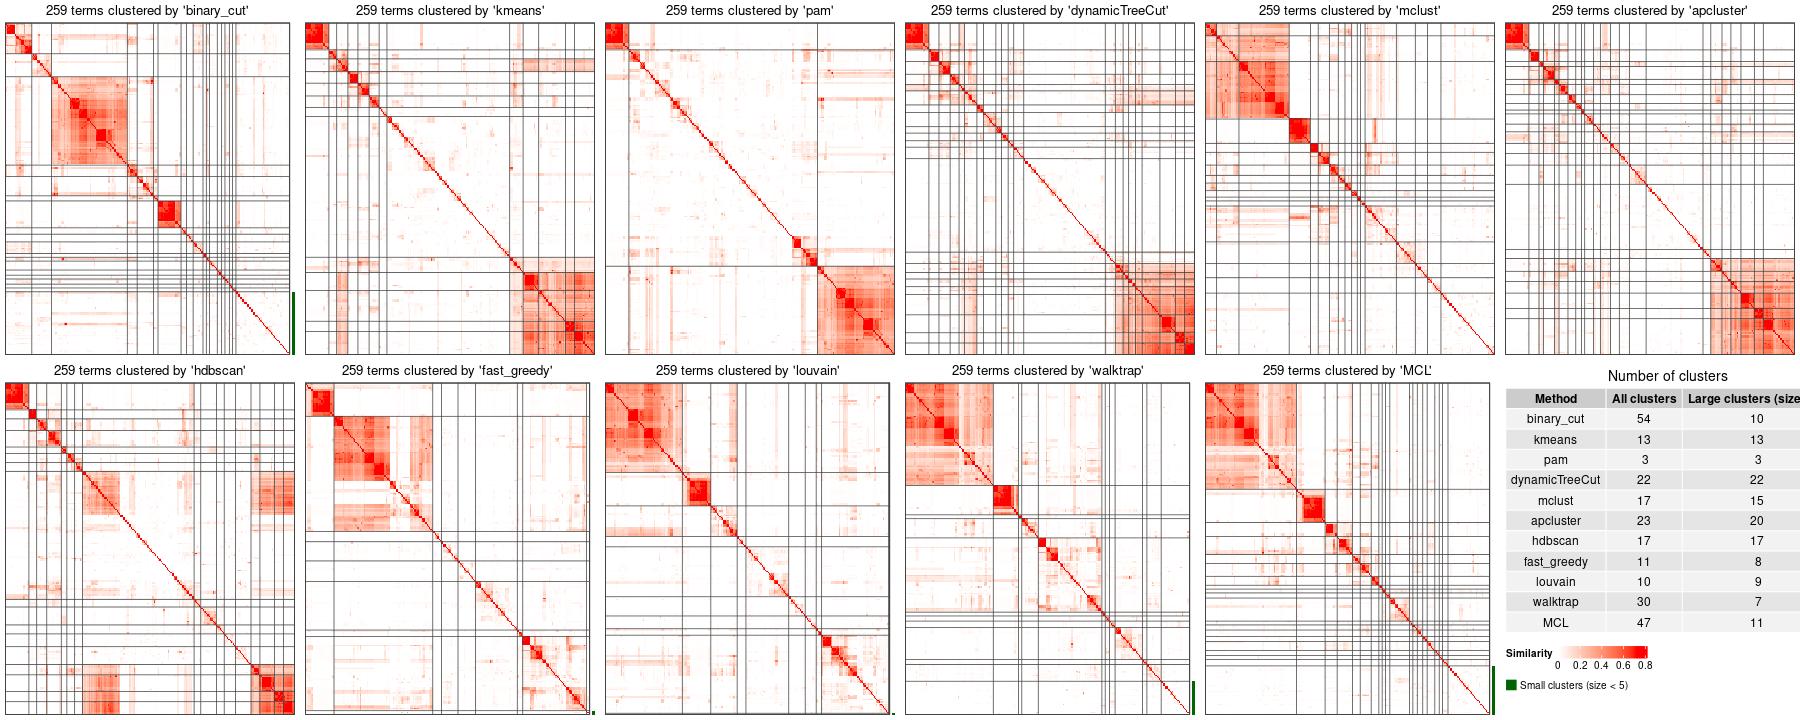 259 terms clustered by 'binary_cut'
259 terms clustered by 'kmeans'
259 terms clustered by 'pam'
259 terms clustered by 'dynamicTreeCut'
259 terms clustered by 'mclust'
259 terms clustered by 'apcluster'
259 terms clustered by 'hdbscan'
259 terms clustered by 'fast_greedy'
259 terms clustered by 'louvain'
259 terms clustered by 'walktrap'
259 terms clustered by 'MCL'
Number of clusters
Method All clusters Large clusters (size
binary_cut 54 10
kmeans 13 13
pam 3 3
dynamicTreeCut 22 22
mclust 17 15
apcluster 23 20
hdbscan 17 17
fast_greedy 11 8
louvain 10 9
walktrap 30 7
MCL 47 11
Similarity
0 0.2 0.4 0.6 0.8
Small clusters (size < 5)